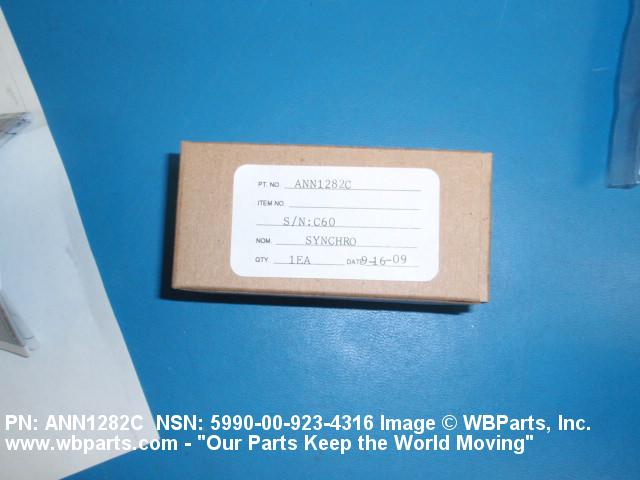 PT. NO. ANN1282C
ITEM NO.
S/N:C60
NOM. SYNCHRO
QTY. 1EA DATE 9-16-09
PN: ANN1282C NSN: 5990-00-923-4316 Image © WBParts, Inc.
www.wbparts.com - "Our Parts Keep the World Moving"